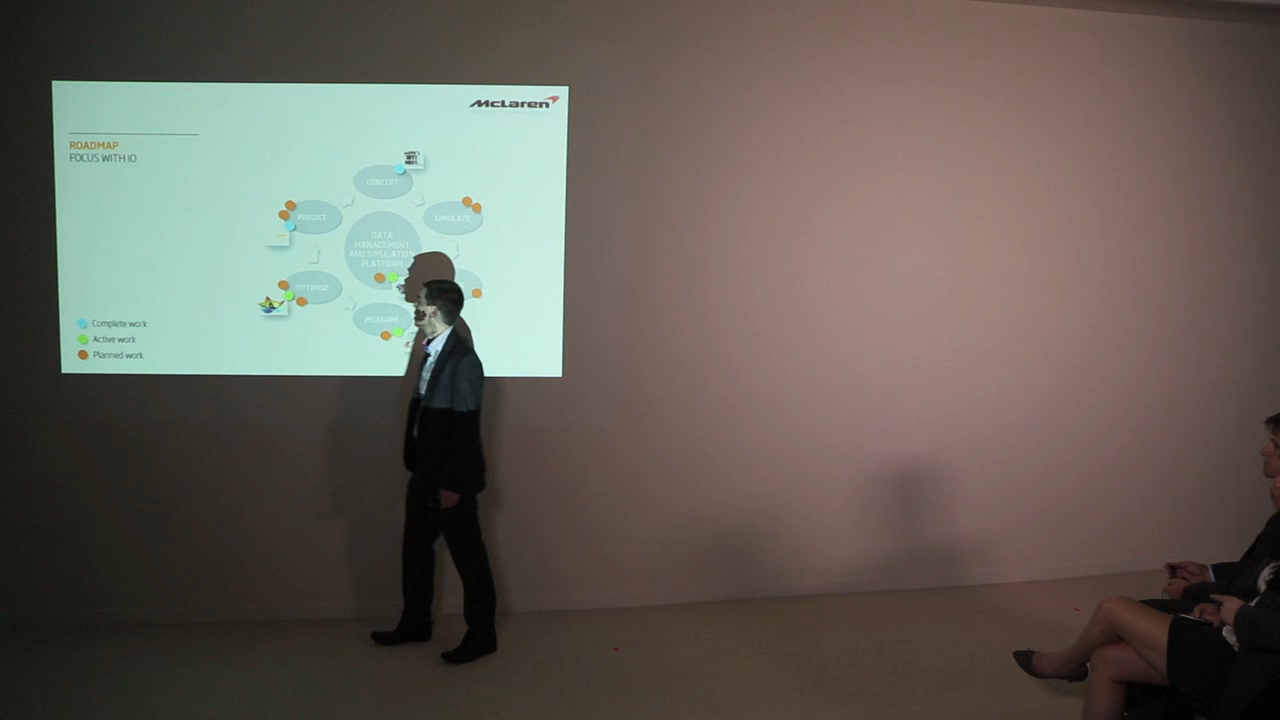 McLaren
ROADMAP
FOCUS WITH IO
CONCEPT
PREDICT
SIMULATE
DATA
MANAGEMENT
AND SIMULATION
PLATFORM
OPTIMISE
MEASURE
Complete work
Active work
Planned work